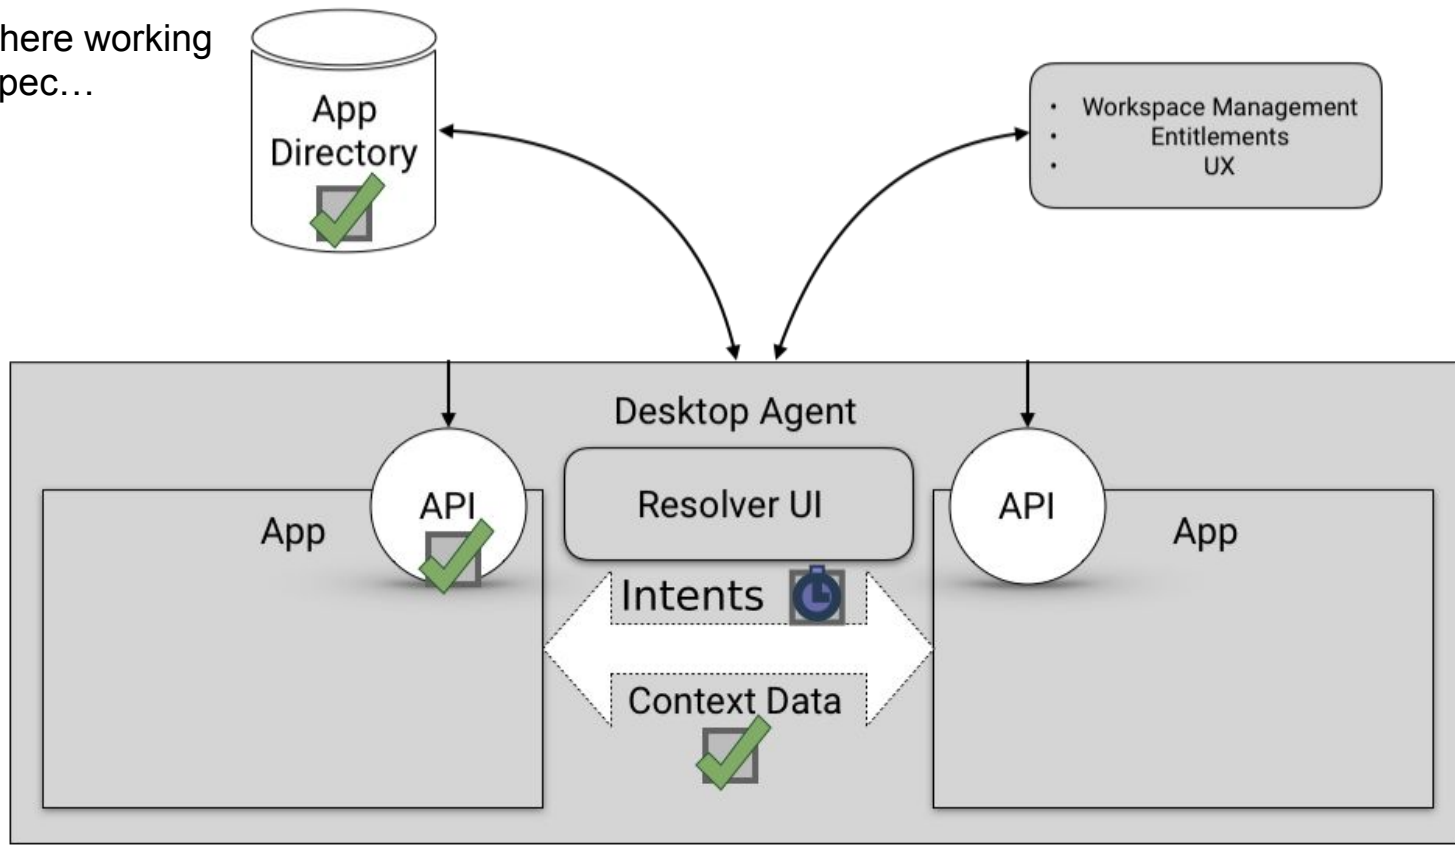 here working
pec…
App
Directory
• Workspace Management
• Entitlements
• UX
Desktop Agent
API
Resolver UI
API
App
App
Intents
Context Data